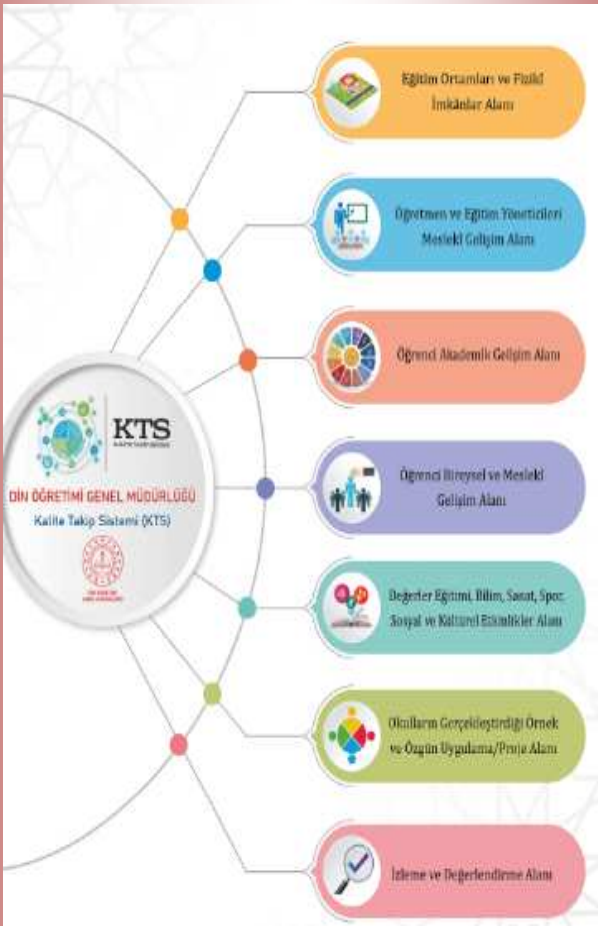 Eğitim Ortamları ve Fizikî
İmkânlar Alanı
Öğretmen ve Eğitim Yöneticileri
Mesleki Gelişim Alanı
Öğrenci Akademik Gelişim Alanı
KTS
DİN ÖĞRETİMİ GENEL MÜDÜRLÜĞÜ
Kalite Takip Sistemi (KTS)
Öğrenci Bireysel ve Mesleki
Gelişim Alanı
Değerler Eğitimi, Bilim, Sanat, Spor,
Sosyal ve Kültürel Etkinlikler Alanı
Okulların Gerçekleştirdiği Örnek
ve Özgün Uygulama/Proje Alanı
İzleme ve Değerlendirme Alanı